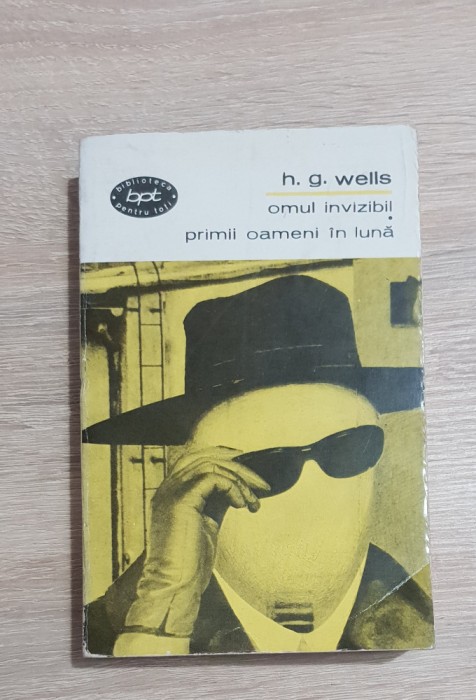 biblioteca
bpt
pentru toți
h. g. wells
omul invizibil
primii oameni în lună